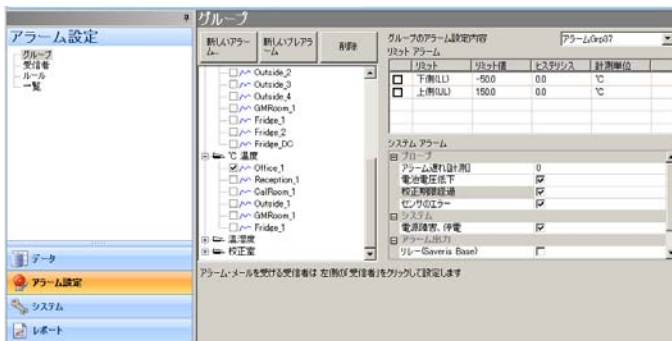 グループ
アラーム設定
グループ
受信者
ルール
一覧
データ
アラーム設定
システム
レポート
新しいアラーム...
新しいプレアラーム
削除
Outside_2
Outside_3
Outside_4
GMRoom_1
Fridge_1
Fridge_2
Fridge_DC
℃ 温度
Office_1
Reception_1
CalRoom_1
Outside_1
GMRoom_1
Fridge_1
温湿度
校正室
グループのアラーム設定内容 アラームGrp37
リミット アラーム
リミット リミット値 ヒステリシス 計測単位
下側(LL) -50.0 0.0 ℃
上側(UL) 150.0 0.0 ℃
システム アラーム
プローブ
アラーム遅れ[計測] 0
電池電圧低下
校正期限経過
センサのエラー
システム
電源障害、停電
アラーム出力
リレー(Saveris Base)
アラーム・メールを受ける受信者は 左側の「受信者」をクリックして設定します